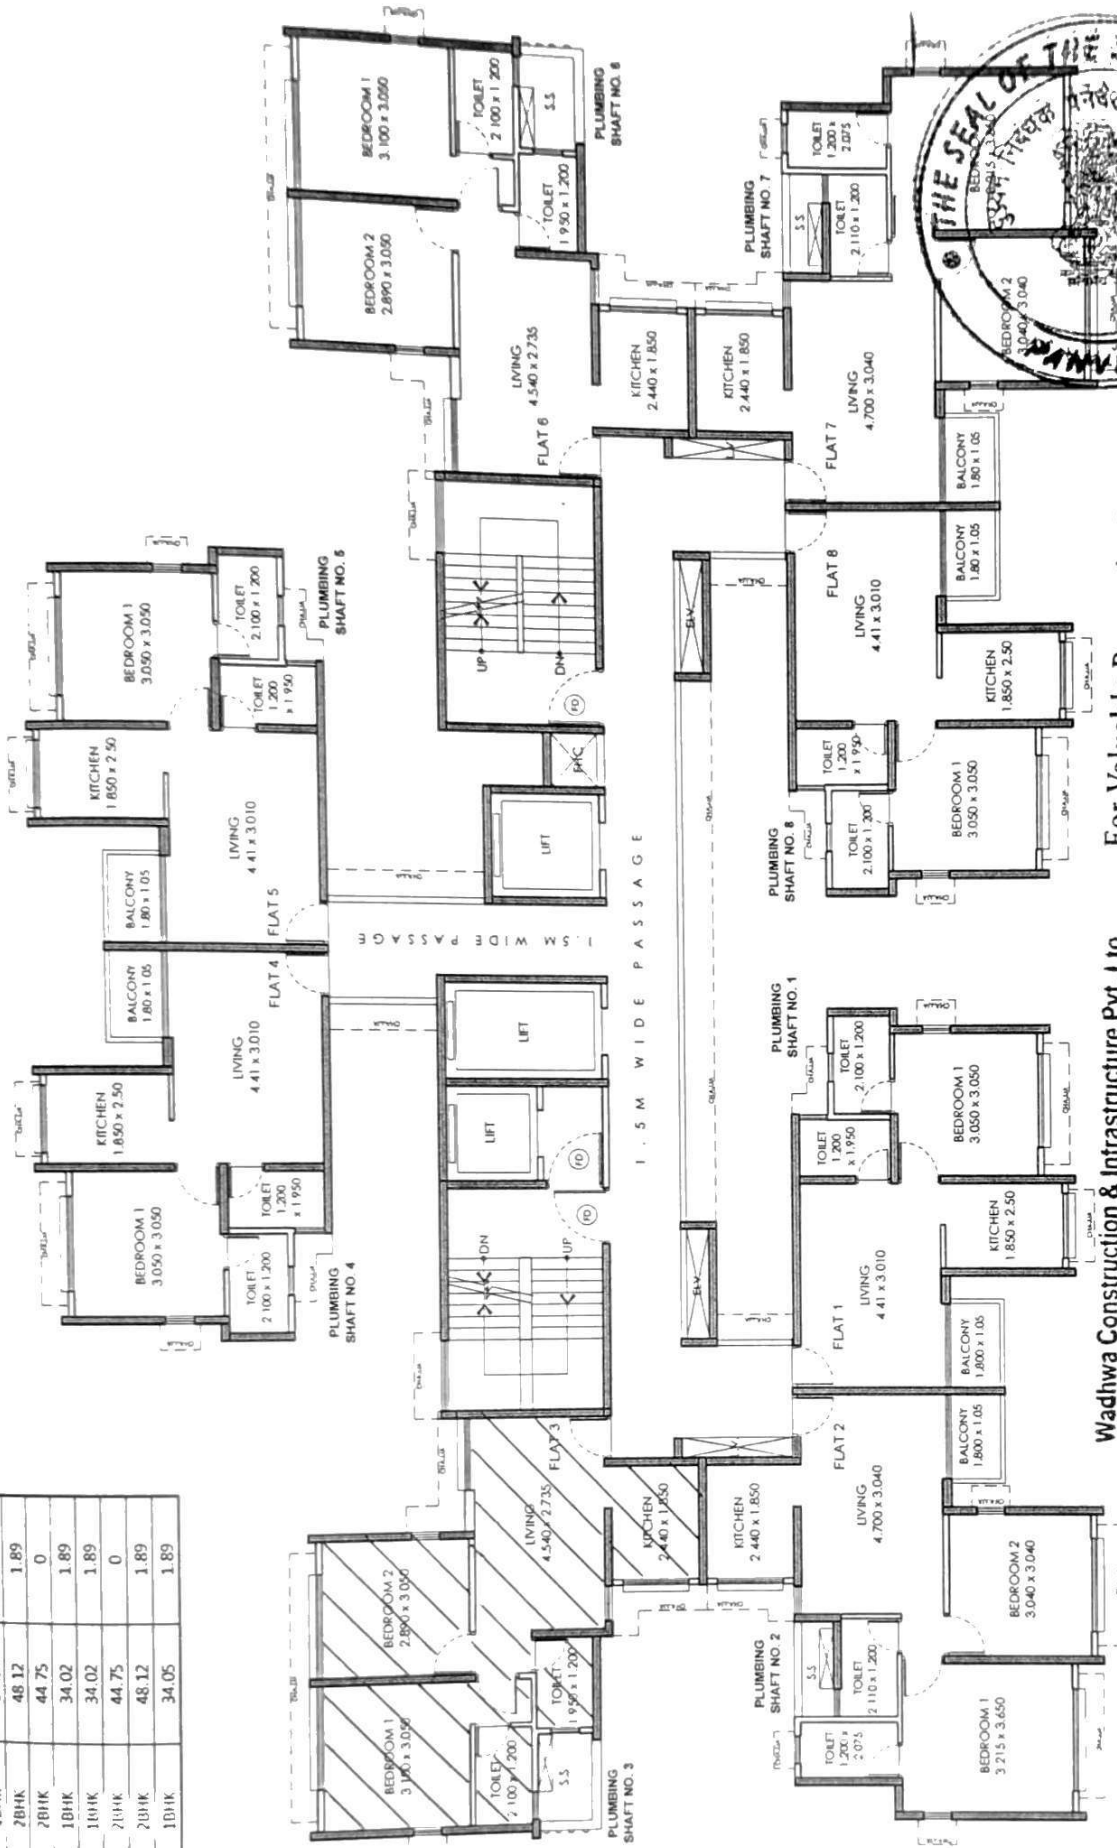 2BHK 48.12 1.89
2BHK 44.75 0
1BHK 34.02 1.89
1BHK 34.02 1.89
2BHK 44.75 0
2BHK 48.12 1.89
1BHK 34.05 1.89
BEDROOM 1
3.050 x 3.050
KITCHEN
1.850 x 2.50
BALCONY
1.80 x 1.05
BALCONY
1.80 x 1.05
KITCHEN
1.850 x 2.50
BEDROOM 1
3.050 x 3.050
TOILET
2.100 x 1.200
TOILET
1.200
x 1.950
LIVING
4.41 x 3.010
FLAT 4
FLAT 5
LIVING
4.41 x 3.010
TOILET
1.200
x 1.950
TOILET
2.100 x 1.200
PLUMBING
SHAFT NO. 4
PLUMBING
SHAFT NO. 5
CHAJJA
BEDROOM 1
3.100 x 3.050
BEDROOM 2
2.890 x 3.050
TOILET
2.100 x 1.200
TOILET
1.950 x 1.200
S.S
PLUMBING
SHAFT NO. 3
LIVING
4.540 x 2.735
FLAT 3
KITCHEN
2.440 x 1.850
DN
UP
FD
FD
LIFT
LIFT
1.5M WIDE PASSAGE
LIFT
FHC
FD
UP
DN
BEDROOM 2
2.890 x 3.050
BEDROOM 1
3.100 x 3.050
TOILET
2.100 x 1.200
TOILET
1.950 x 1.200
S.S
PLUMBING
SHAFT NO. 6
LIVING
4.540 x 2.735
FLAT 6
KITCHEN
2.440 x 1.850
1.5M WIDE PASSAGE
ELV
ELV
KITCHEN
2.440 x 1.850
FLAT 2
LIVING
4.700 x 3.040
PLUMBING
SHAFT NO. 2
S.S
TOILET
2.110 x 1.200
TOILET
1.200 x
2.075
BEDROOM 1
3.215 x 3.650
BEDROOM 2
3.040 x 3.040
BALCONY
1.800 x 1.05
BALCONY
1.800 x 1.05
FLAT 1
LIVING
4.41 x 3.010
KITCHEN
1.850 x 2.50
TOILET
1.200
x 1.950
TOILET
2.100 x 1.200
BEDROOM 1
3.050 x 3.050
PLUMBING
SHAFT NO. 1
PLUMBING
SHAFT NO. 8
TOILET
2.100 x 1.200
TOILET
1.200
x 1.950
BEDROOM 1
3.050 x 3.050
KITCHEN
1.850 x 2.50
FLAT 8
LIVING
4.41 x 3.010
BALCONY
1.80 x 1.05
BALCONY
1.80 x 1.05
FLAT 7
LIVING
4.700 x 3.040
KITCHEN
2.440 x 1.850
PLUMBING
SHAFT NO. 7
S.S
TOILET
2.110 x 1.200
TOILET
1.200 x
2.075
BEDROOM 2
3.040 x 3.040
THE SEAL OF THE
Wadhwa Construction & Infrastructure Pvt. Ltd.